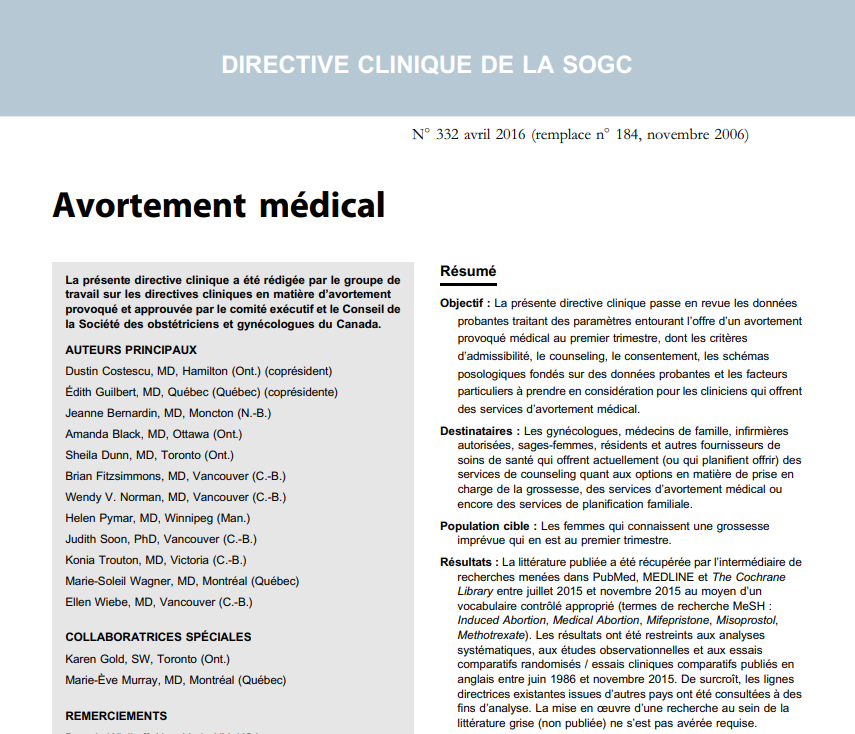 DIRECTIVE CLINIQUE DE LA SOGC
N° 332 avril 2016 (remplace n° 184, novembre 2006)
Avortement médical
La présente directive clinique a été rédigée par le groupe de
travail sur les directives cliniques en matière d'avortement
provoqué et approuvée par le comité exécutif et le Conseil de
la Société des obstétriciens et gynécologues du Canada.
AUTEURS PRINCIPAUX
Dustin Costescu, MD, Hamilton (Ont.) (coprésident)
Édith Guilbert, MD, Québec (Québec) (coprésidente)
Jeanne Bernardin, MD, Moncton (N.-B.)
Amanda Black, MD, Ottawa (Ont.)
Sheila Dunn, MD, Toronto (Ont.)
Brian Fitzsimmons, MD, Vancouver (C.-B.)
Wendy V. Norman, MD, Vancouver (C.-B.)
Helen Pymar, MD, Winnipeg (Man.)
Judith Soon, PhD, Vancouver (C.-B.)
Konia Trouton, MD, Victoria (C.-B.)
Marie-Soleil Wagner, MD, Montréal (Québec)
Ellen Wiebe, MD, Vancouver (C.-B.)
COLLABORATRICES SPÉCIALES
Karen Gold, SW, Toronto (Ont.)
Marie-Ève Murray, MD, Montréal (Québec)
REMERCIEMENTS
Résumé
Objectif : La présente directive clinique passe en revue les données
probantes traitant des paramètres entourant l'offre d'un avortement
provoqué médical au premier trimestre, dont les critères
d'admissibilité, le counseling, le consentement, les schémas
posologiques fondés sur des données probantes et les facteurs
particuliers à prendre en considération pour les cliniciens qui offrent
des services d'avortement médical.
Destinataires : Les gynécologues, médecins de famille, infirmières
autorisées, sages-femmes, résidents et autres fournisseurs de
soins de santé qui offrent actuellement (ou qui planifient offrir) des
services de counseling quant aux options en matière de prise en
charge de la grossesse, des services d'avortement médical ou
encore des services de planification familiale.
Population cible : Les femmes qui connaissent une grossesse
imprévue qui en est au premier trimestre.
Résultats : La littérature publiée a été récupérée par l'intermédiaire de
recherches menées dans PubMed, MEDLINE et The Cochrane
Library entre juillet 2015 et novembre 2015 au moyen d'un
vocabulaire contrôlé approprié (termes de recherche MeSH :
Induced Abortion, Medical Abortion, Mifepristone, Misoprostol,
Methotrexate). Les résultats ont été restreints aux analyses
systématiques, aux études observationnelles et aux essais
comparatifs randomisés / essais cliniques comparatifs publiés en
anglais entre juin 1986 et novembre 2015. De surcroît, les lignes
directrices existantes issues d'autres pays ont été consultées à des
fins d'analyse. La mise en œuvre d'une recherche au sein de la
littérature grise (non publiée) ne s'est pas avérée requise.